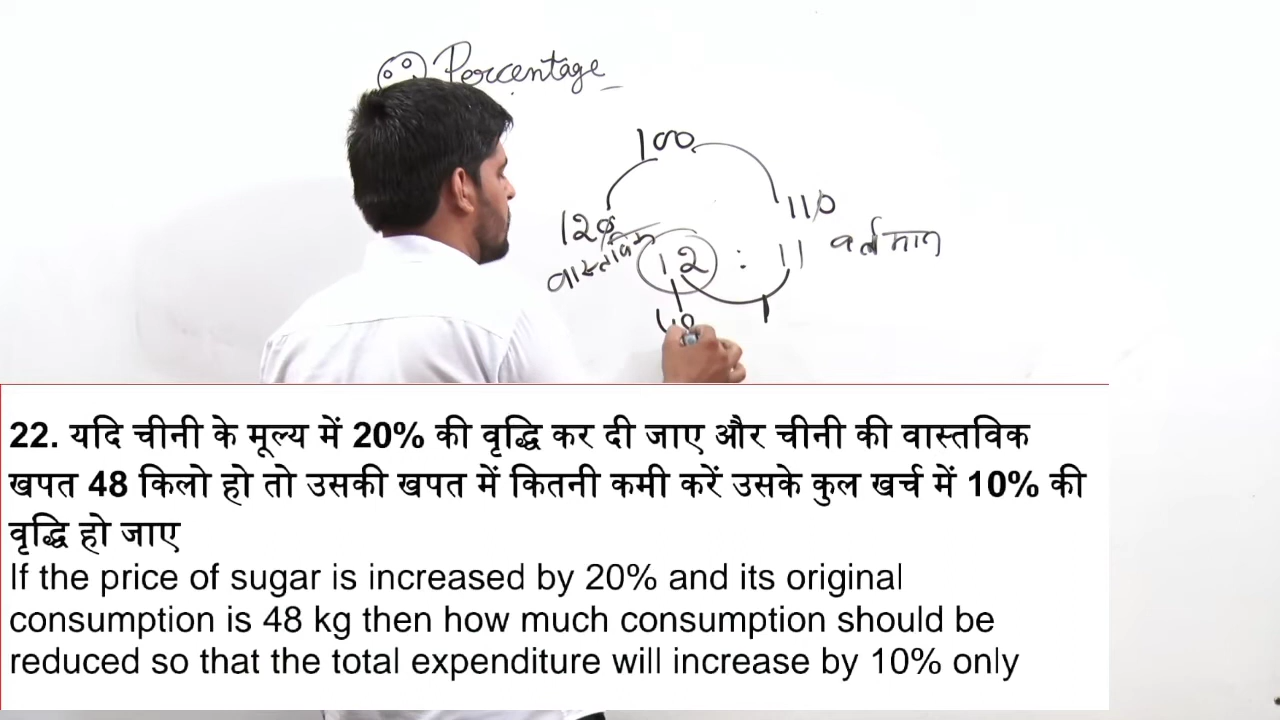 Percentage
100
120
110
वास्तविक 12 : 11 वर्तमान
1
48
22. यदि चीनी के मूल्य में 20% की वृद्धि कर दी जाए और चीनी की वास्तविक
खपत 48 किलो हो तो उसकी खपत में कितनी कमी करें उसके कुल खर्च में 10% की
वृद्धि हो जाए
If the price of sugar is increased by 20% and its original
consumption is 48 kg then how much consumption should be
reduced so that the total expenditure will increase by 10% only